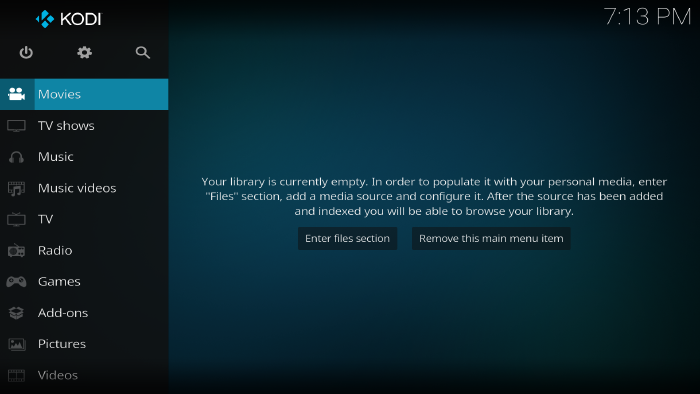 KODI
7:13 PM
Movies
TV shows
Music
Music videos
TV
Radio
Games
Add-ons
Pictures
Videos
Your library is currently empty. In order to populate it with your personal media, enter
"Files" section, add a media source and configure it. After the source has been added
and indexed you will be able to browse your library.
Enter files section
Remove this main menu item